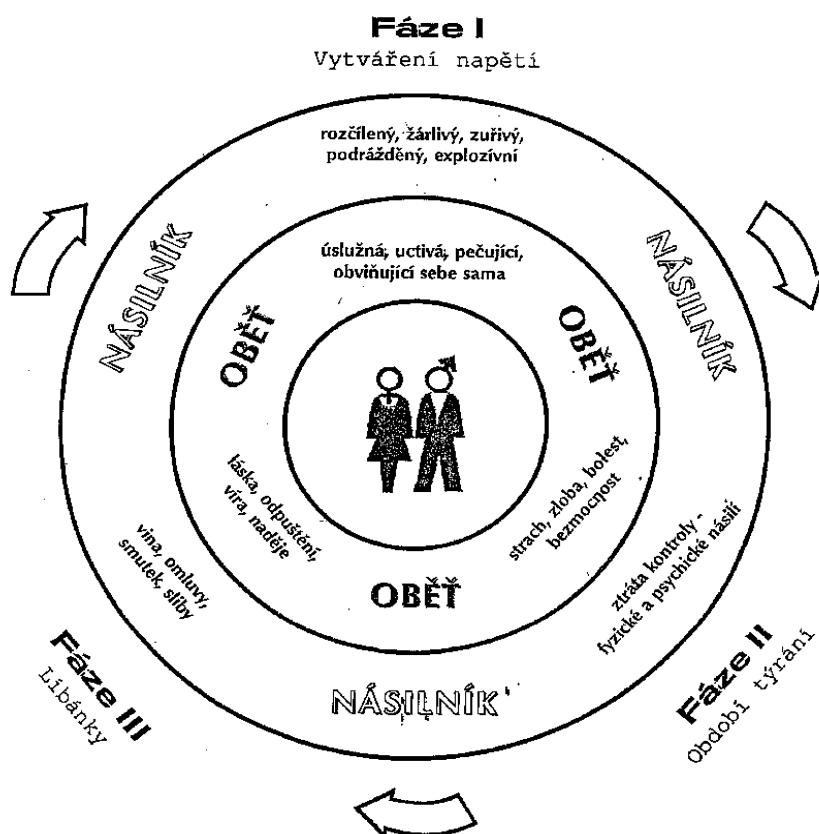 Fáze I
Vytváření napětí
rozčílený, žárlivý, zuřivý,
podrážděný, explozívní
NÁSILNÍK
NÁSILNÍK
úslužná, uctivá, pečující,
obviňující sebe sama
OBĚŤ
OBĚŤ
láska, odpuštění,
víra, naděje
strach, zloba, bolest,
bezmocnost
vina, omluvy,
smutek, sliby
ztráta kontroly -
fyzické a psychické násilí
OBĚŤ
NÁSILNÍK
Fáze III
Líbánky
Fáze II
Období týrání